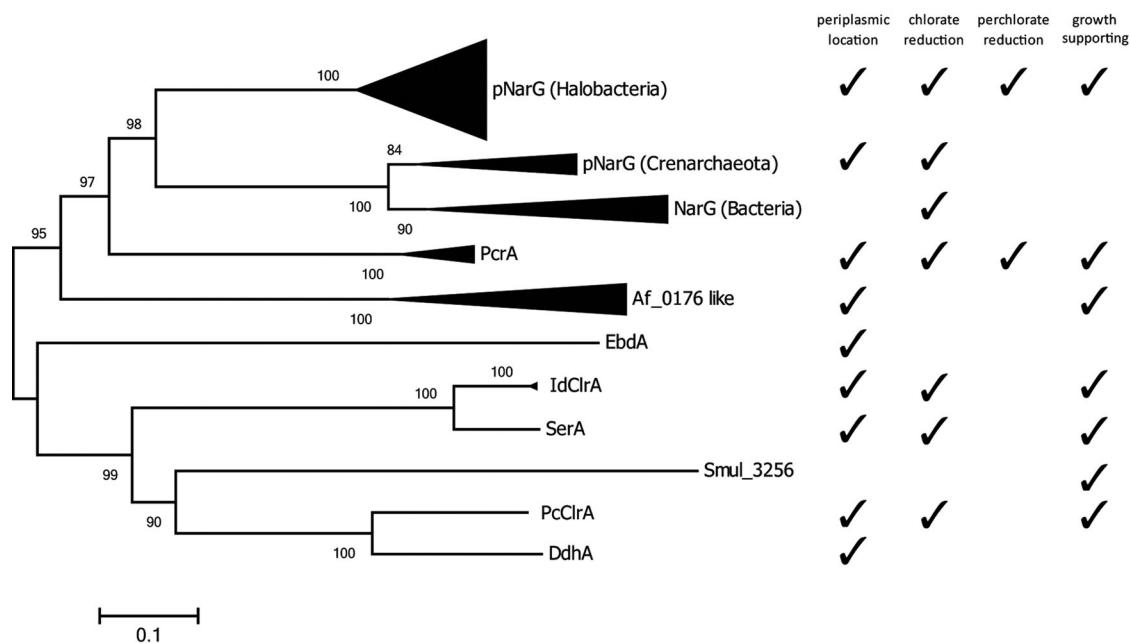 periplasmic location
chlorate reduction
perchlorate reduction
growth supporting
100
pNarG (Halobacteria)
98
84
pNarG (Crenarchaeota)
97
100
NarG (Bacteria)
90
95
PcrA
100
Af_0176 like
100
EbdA
100
IdClrA
100
SerA
99
Smul_3256
90
PcClrA
100
DdhA
0.1